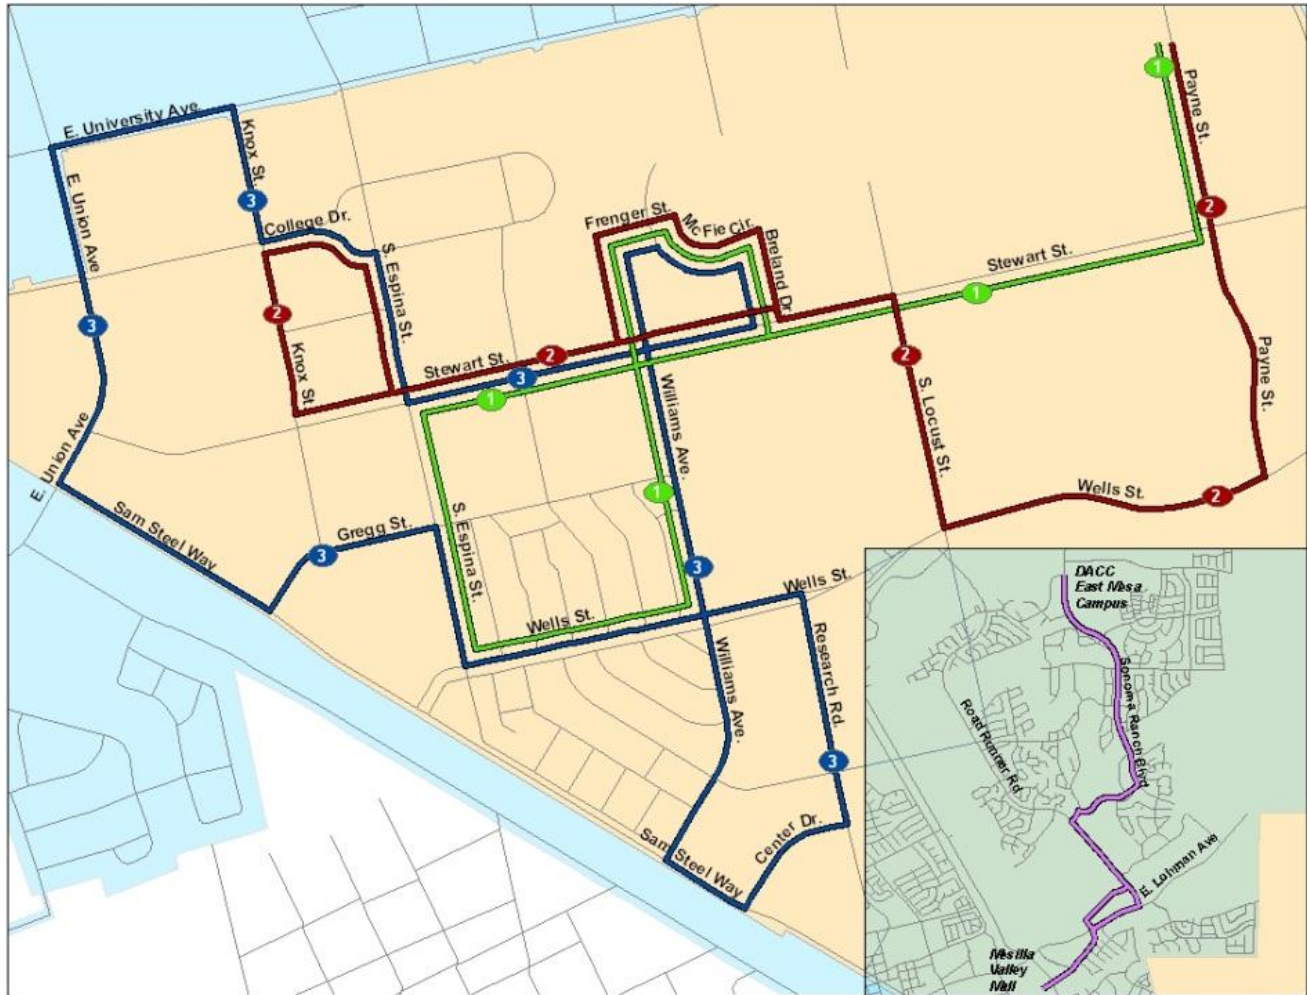 E. University Ave.
Knox St.
E. Union Ave
3
College Dr.
S. Espina St.
3
2
Knox St.
E. Union Ave
Sam Steel Way
Gregg St.
3
Stewart St.
2
3
1
Frenger St.
Mc Fie Cir.
Breland Dr.
Williams Ave.
1
3
S. Espina St.
Wells St.
Wells St.
Williams Ave.
Research Rd.
3
Center Dr.
Sam Steel Way
1
Payne St.
2
Stewart St.
1
2
S. Locust St.
Payne St.
Wells St.
2
DACC
East Mesa
Campus
Sonoma Ranch Blvd
Road Runner Rd
E. Lohman Ave
Mesilla
Valley
Mall